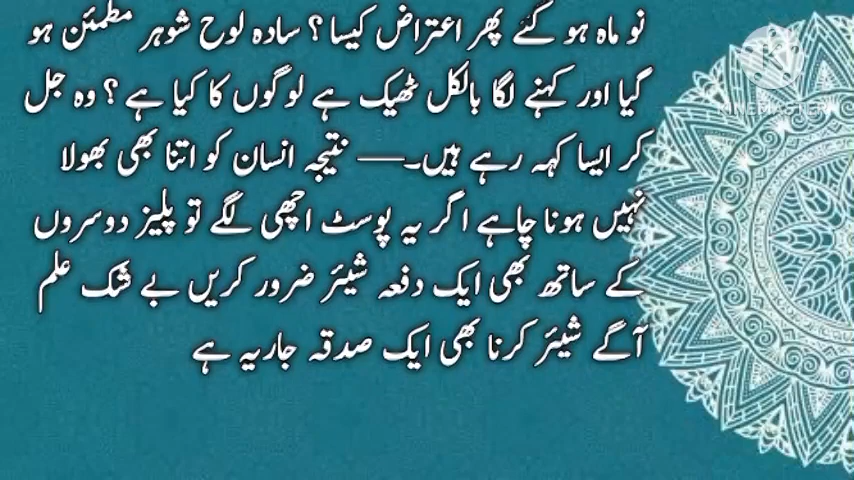 نو ماہ ہو گئے پھر اعتراض کیسا؟ سادہ لوح شوہر مطمئن ہو
گیا اور کہنے لگا بالکل ٹھیک ہے لوگوں کا کیا ہے؟ وہ جل
کر ایسا کہہ رہے ہیں۔—— نتیجہ انسان کو اتنا بھی بھولا
نہیں ہونا چاہے اگر یہ پوسٹ اچھی لگے تو پلیز دوسروں
کے ساتھ بھی ایک دفعہ شیئر ضرور کریں بے شک علم
آگے شیئر کرنا بھی ایک صدقہ جاریہ ہے
KINEMASTER